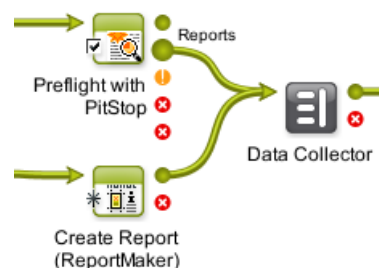 Reports
Preflight with
PitStop
Data Collector
Create Report
(ReportMaker)